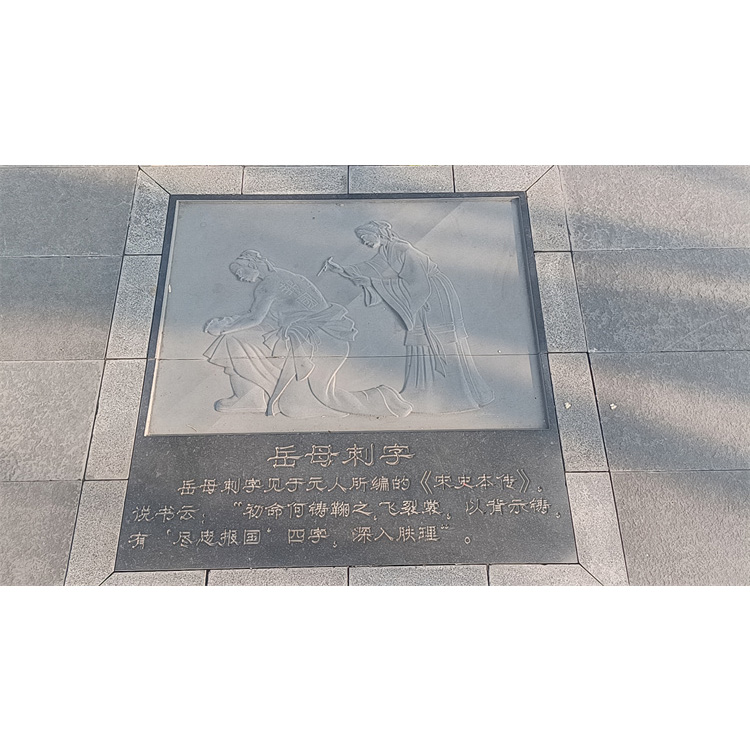 岳母刺字
岳母刺字见于元人所编的《宋史本传》,
说书云:“初命何铸鞠之,飞裂裳,以背示铸,
有‘尽忠报国’四字,深入肤理”。